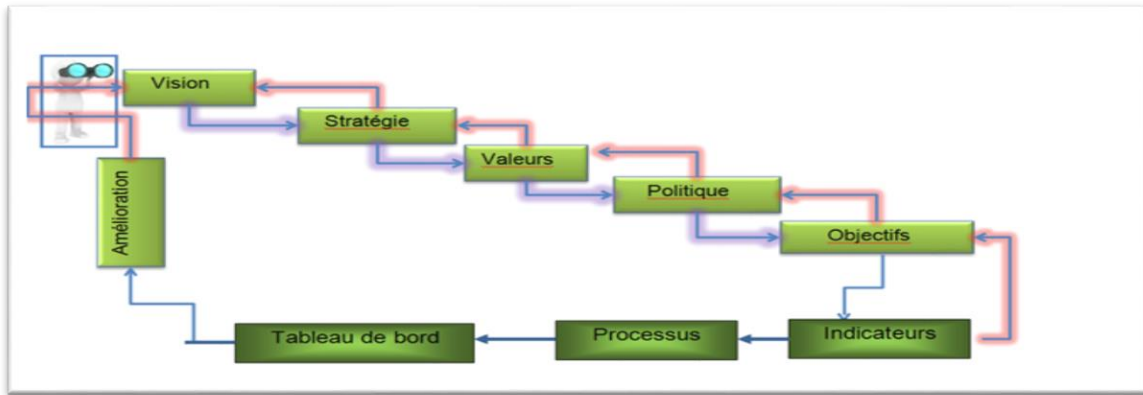 Vision
Stratégie
Valeurs
Politique
Objectifs
Amélioration
Tableau de bord
Processus
Indicateurs